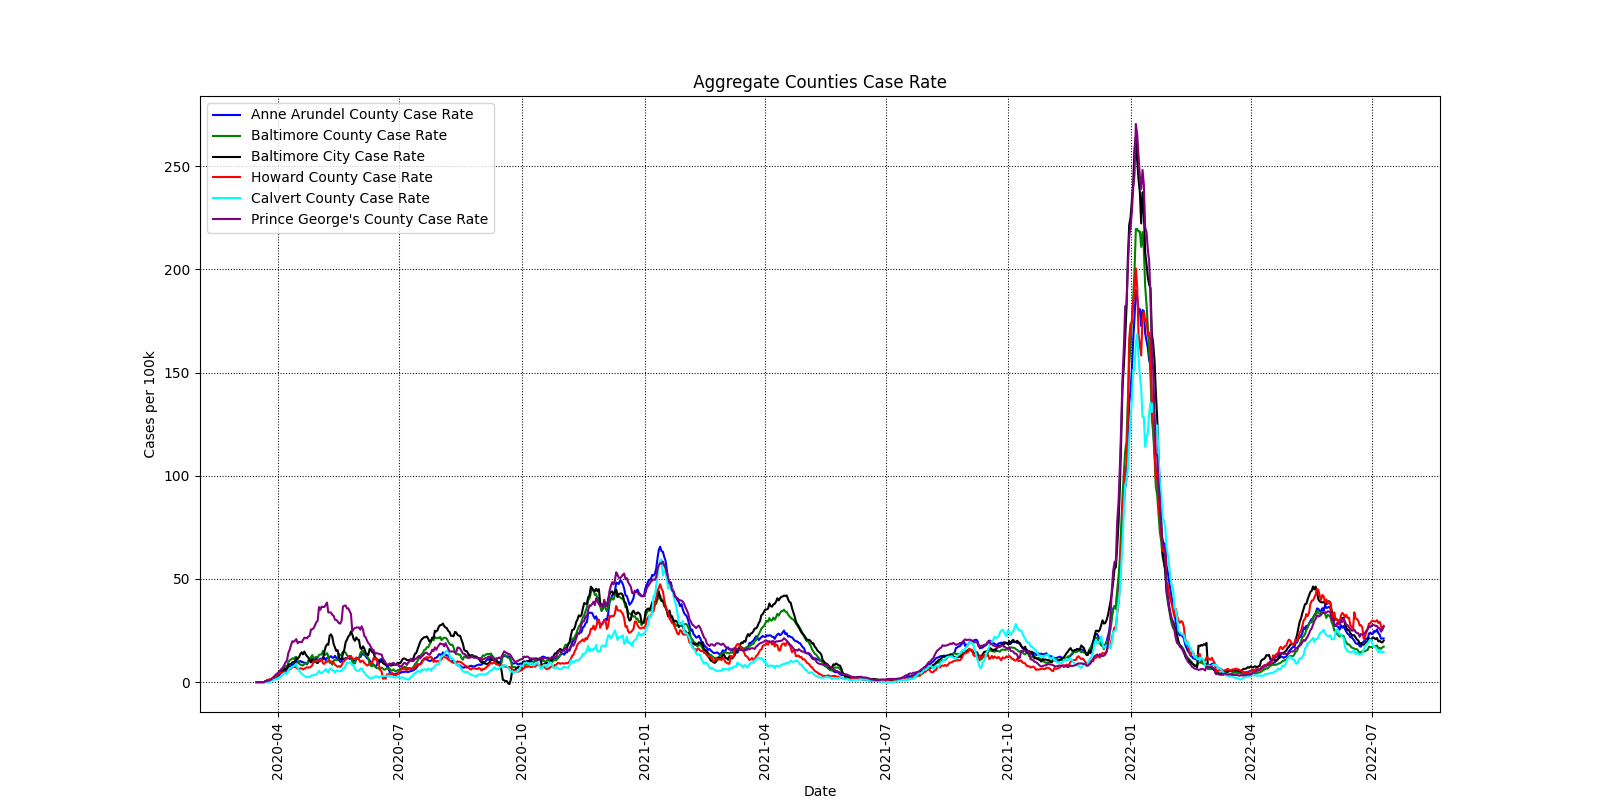 Aggregate Counties Case Rate
Anne Arundel County Case Rate
Baltimore County Case Rate
Baltimore City Case Rate
Howard County Case Rate
Calvert County Case Rate
Prince George's County Case Rate
Cases per 100k
250
200
150
100
50
0
2020-04
2020-07
2020-10
2021-01
2021-04
2021-07
2021-10
2022-01
2022-04
2022-07
Date